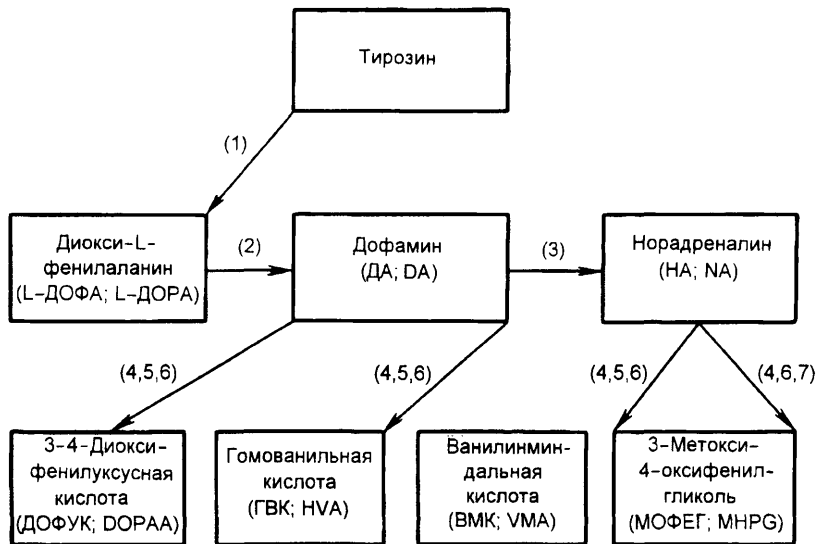 Тирозин
(1)
Диокси-L-
фенилаланин
(L-ДОФА; L-ДОРА)
(2)
Дофамин
(ДА; DA)
(3)
Норадреналин
(НА; NA)
(4,5,6)
(4,5,6)
(4,5,6)
(4,6,7)
3-4-Диокси-
фенилуксусная
кислота
(ДОФУК; DOPAA)
Гомованильная
кислота
(ГВК; HVA)
Ванилинмин-
дальная
кислота
(ВМК; VMA)
3-Метокси-
4-оксифенил-
гликоль
(МОФЕГ; MHPG)